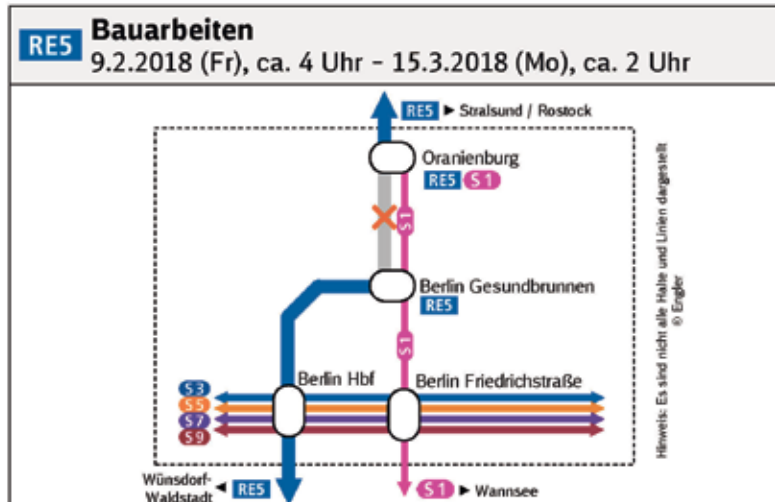 RE5 Bauarbeiten
9.2.2018 (Fr), ca. 4 Uhr - 15.3.2018 (Mo), ca. 2 Uhr
RE5 ► Stralsund / Rostock
Oranienburg
RE5 S1
S1
Berlin Gesundbrunnen
RE5
S1
Berlin Hbf
Berlin Friedrichstraße
S3
S5
S7
S9
Wünsdorf-
Waldstadt ◄ RE5
S1 ► Wannsee
Hinweis: Es sind nicht alle Halte und Linien dargestellt
© Engler